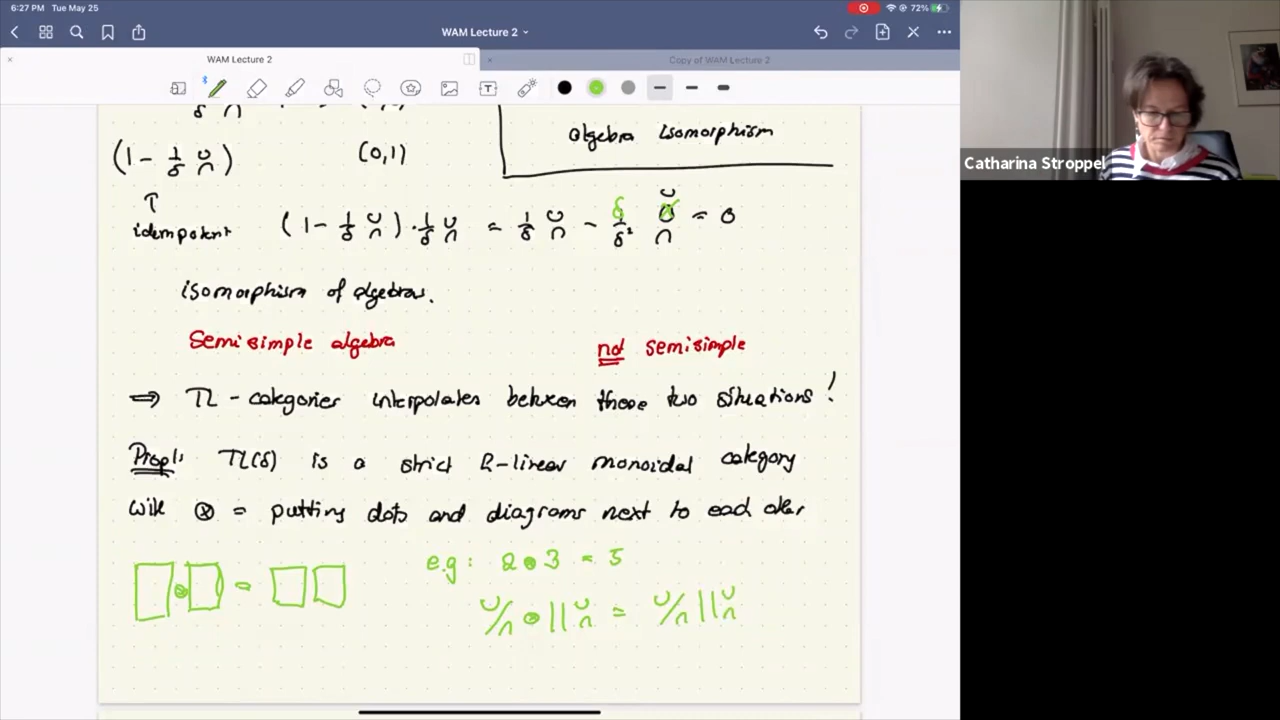 6:27 PM Tue May 25
72%
WAM Lecture 2
WAM Lecture 2
Copy of WAM Lecture 2
T
Catharina Stroppel
algebra isomorphism
(1 - 1/δ ∪∩) (0,1)
↑
idempotent (1 - 1/δ ∪∩) · 1/δ ∪∩ = 1/δ ∪∩ - δ/δ² ∪∩ = 0
isomorphism of algebras.
Semisimple algebra not semisimple
⇒ TL-categories interpolates between those two situations!
Prop1: TL(δ) is a strict R-linear monoidal category
with ⊗ = putting dots and diagrams next to each other
e.g: 2 ⊗ 3 = 5
⊗ =
⊗ =